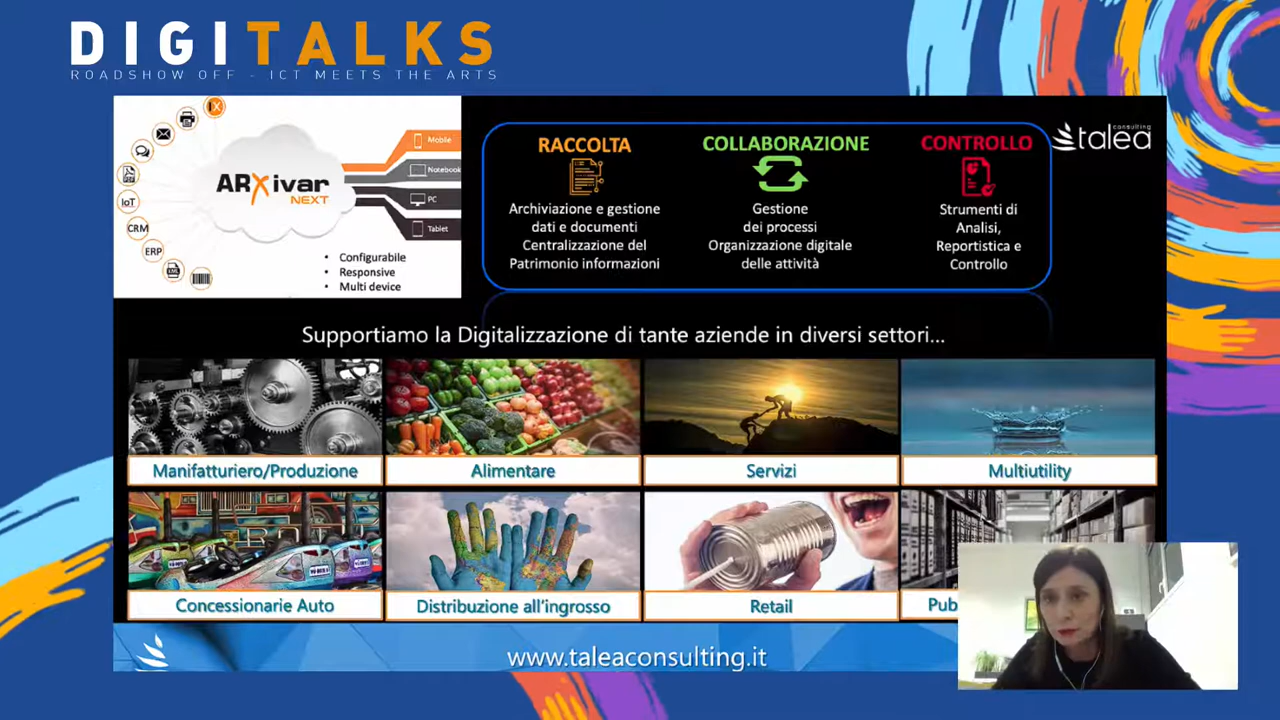 DIGITALKS
ROADSHOW OFF - ICT MEETS THE ARTS
ARXivar
NEXT
IoT
CRM
ERP
XML
Mobile
Notebook
PC
Tablet
• Configurabile
• Responsive
• Multi device
RACCOLTA
Archiviazione e gestione
dati e documenti
Centralizzazione del
Patrimonio informazioni
COLLABORAZIONE
Gestione
dei processi
Organizzazione digitale
delle attività
CONTROLLO
Strumenti di
Analisi,
Reportistica e
Controllo
consulting
talea
Supportiamo la Digitalizzazione di tante aziende in diversi settori...
Manifatturiero/Produzione
Alimentare
Servizi
Multiutility
Concessionarie Auto
Distribuzione all'ingrosso
Retail
www.taleaconsulting.it